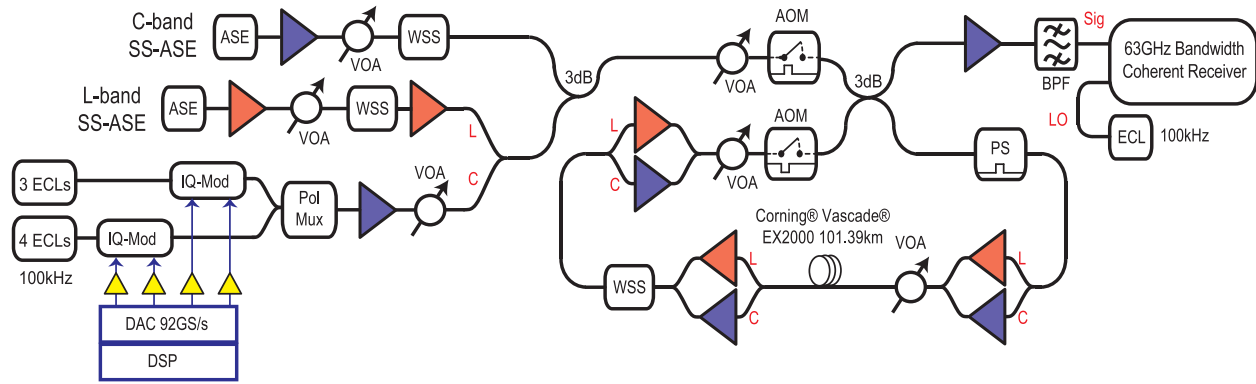 C-band
SS-ASE
ASE
VOA
WSS
L-band
SS-ASE
ASE
VOA
WSS
L
C
3dB
3 ECLs
IQ-Mod
4 ECLs
IQ-Mod
100kHz
Pol
Mux
VOA
DAC 92GS/s
DSP
VOA
AOM
3dB
L
C
VOA
AOM
BPF
Sig
63GHz Bandwidth
Coherent Receiver
LO
ECL
100kHz
PS
WSS
L
C
Corning® Vascade®
EX2000 101.39km
VOA
L
C